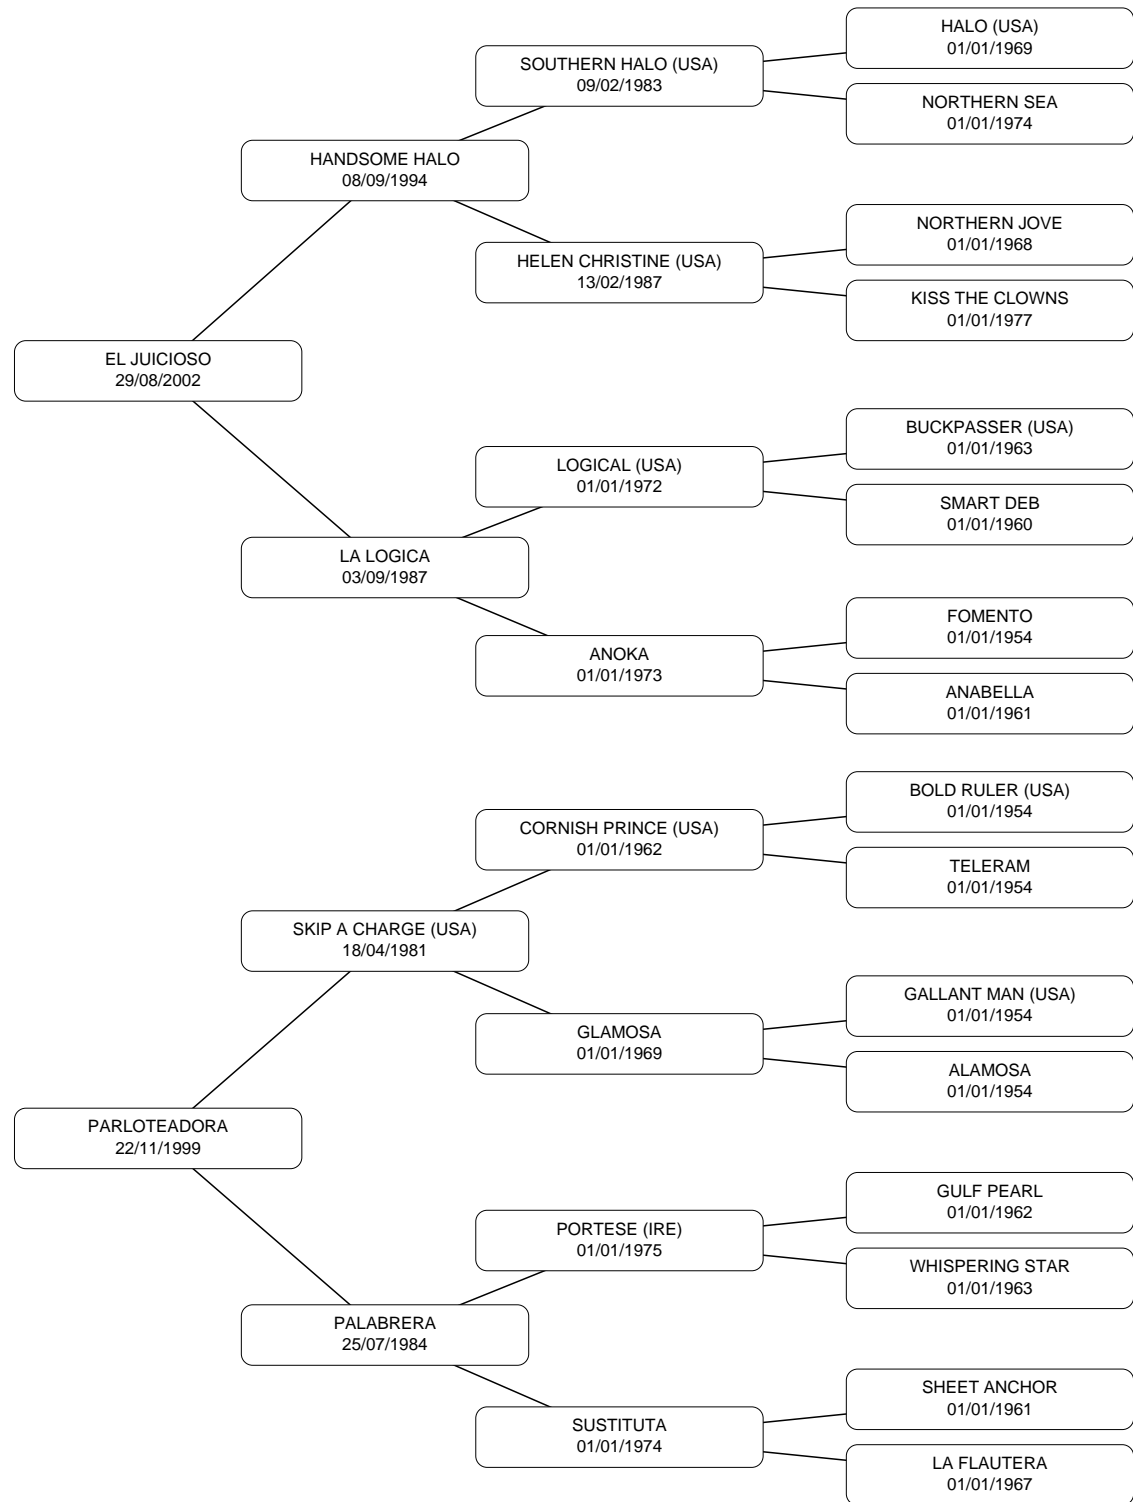 HALO (USA)
01/01/1969
SOUTHERN HALO (USA)
09/02/1983
NORTHERN SEA
01/01/1974
HANDSOME HALO
08/09/1994
NORTHERN JOVE
01/01/1968
HELEN CHRISTINE (USA)
13/02/1987
KISS THE CLOWNS
01/01/1977
EL JUICIOSO
29/08/2002
BUCKPASSER (USA)
01/01/1963
LOGICAL (USA)
01/01/1972
SMART DEB
01/01/1960
LA LOGICA
03/09/1987
FOMENTO
01/01/1954
ANOKA
01/01/1973
ANABELLA
01/01/1961
BOLD RULER (USA)
01/01/1954
CORNISH PRINCE (USA)
01/01/1962
TELERAM
01/01/1954
SKIP A CHARGE (USA)
18/04/1981
GALLANT MAN (USA)
01/01/1954
GLAMOSA
01/01/1969
ALAMOSA
01/01/1954
PARLOTEADORA
22/11/1999
GULF PEARL
01/01/1962
PORTESE (IRE)
01/01/1975
WHISPERING STAR
01/01/1963
PALABRERA
25/07/1984
SHEET ANCHOR
01/01/1961
SUSTITUTA
01/01/1974
LA FLAUTERA
01/01/1967